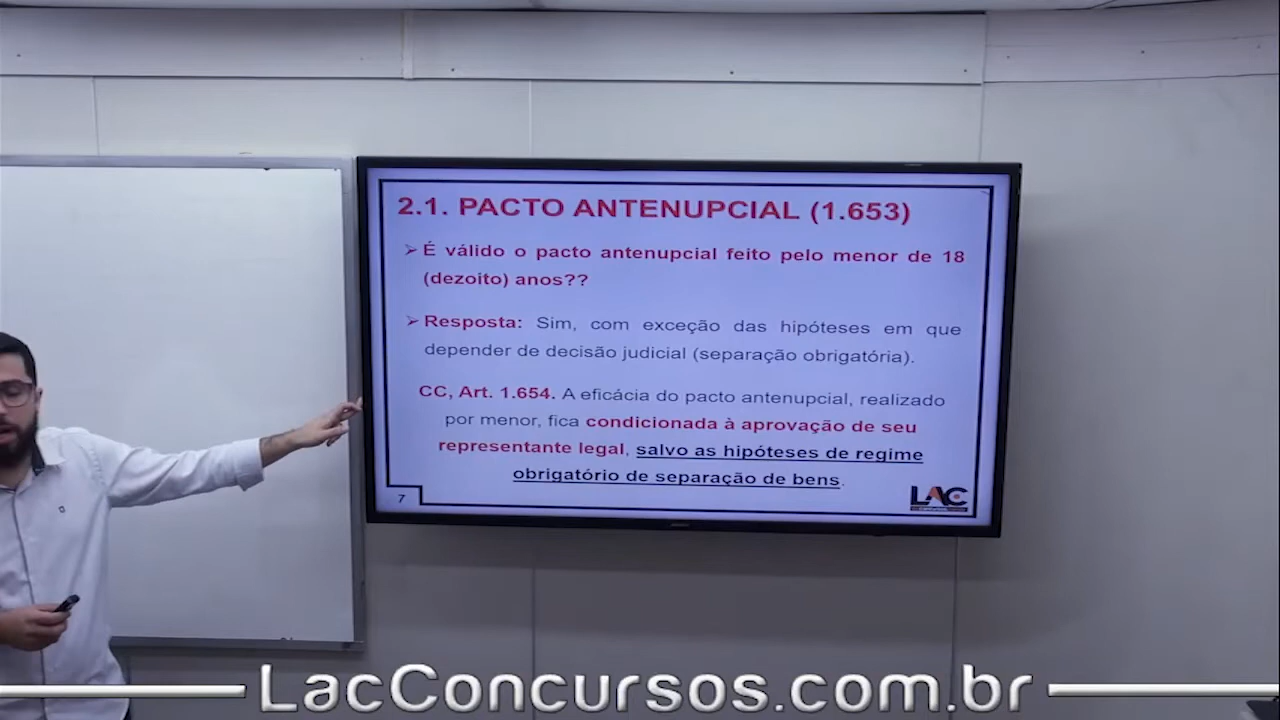 2.1. PACTO ANTENUPCIAL (1.653)
➢ É válido o pacto antenupcial feito pelo menor de 18
(dezoito) anos??
➢ Resposta: Sim, com exceção das hipóteses em que
depender de decisão judicial (separação obrigatória).
CC, Art. 1.654. A eficácia do pacto antenupcial, realizado
por menor, fica condicionada à aprovação de seu
representante legal, salvo as hipóteses de regime
obrigatório de separação de bens.
7
LAC
LacConcursos.com.br